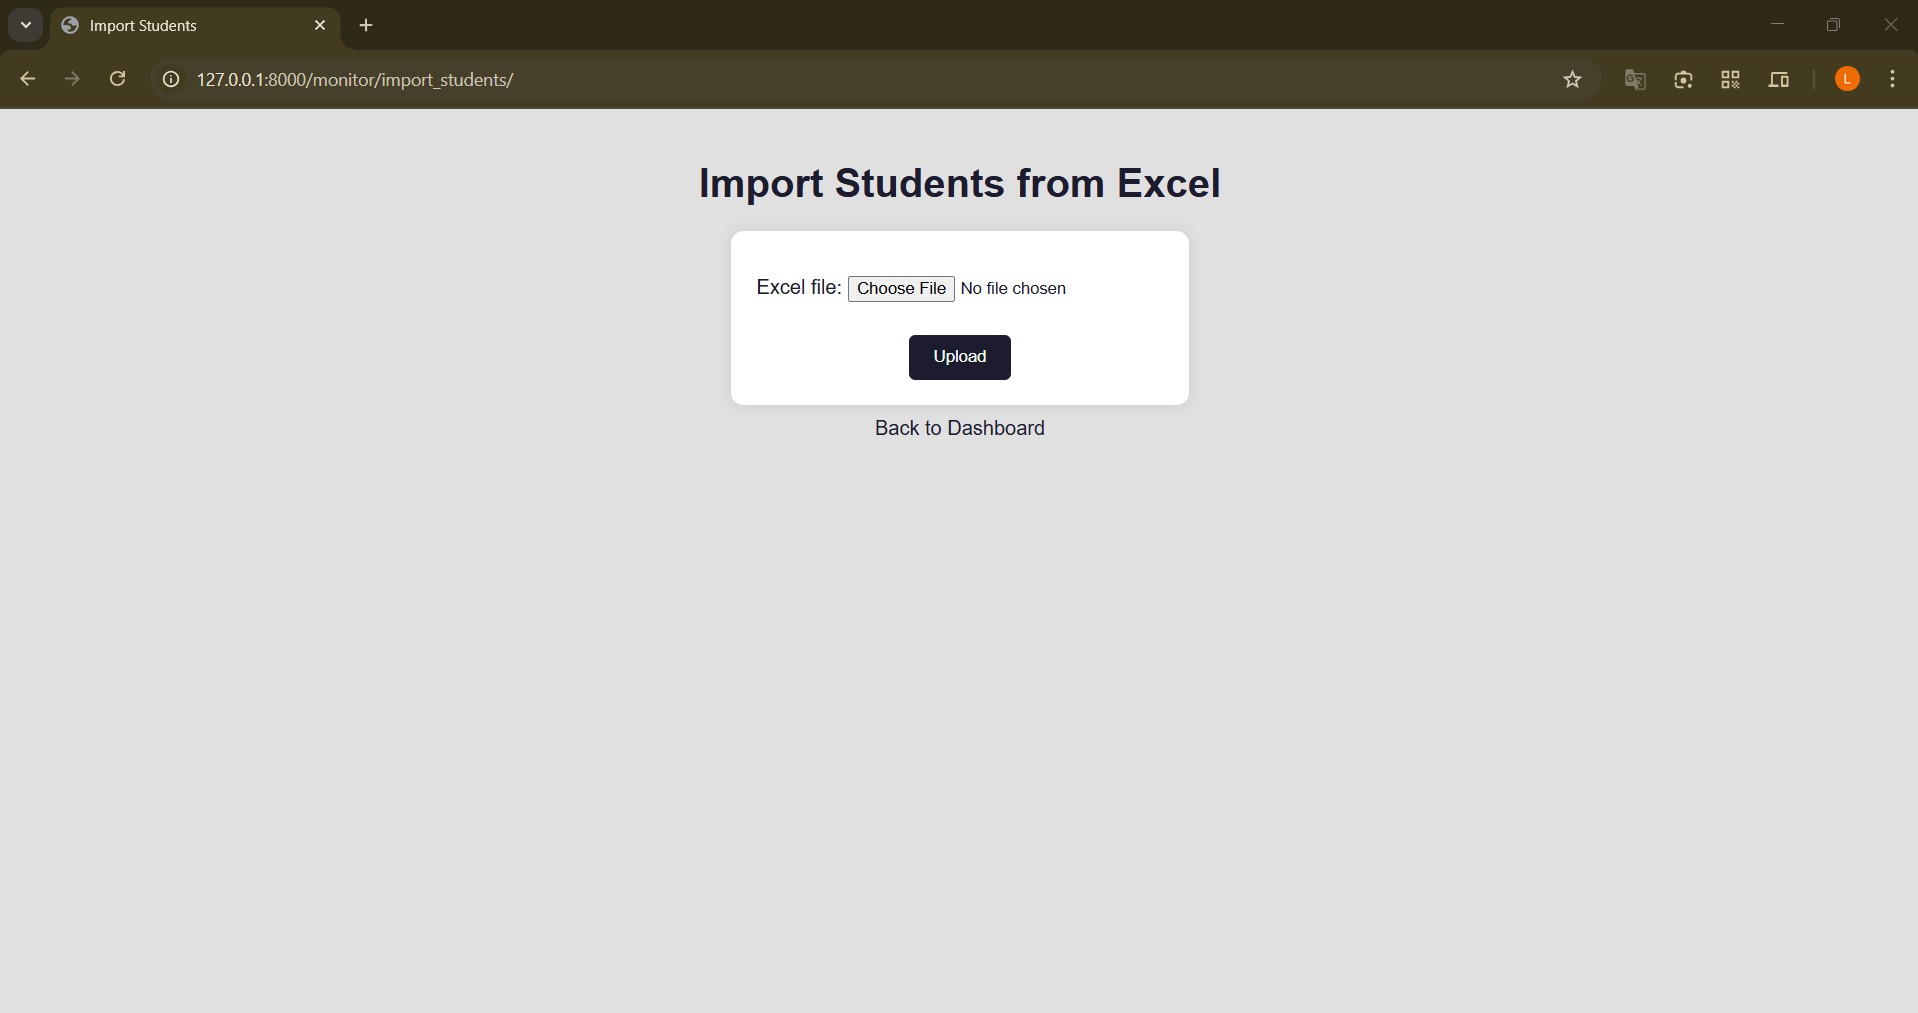 Import Students
127.0.0.1:8000/monitor/import_students/
L
Import Students from Excel
Excel file: Choose File No file chosen
Upload
Back to Dashboard